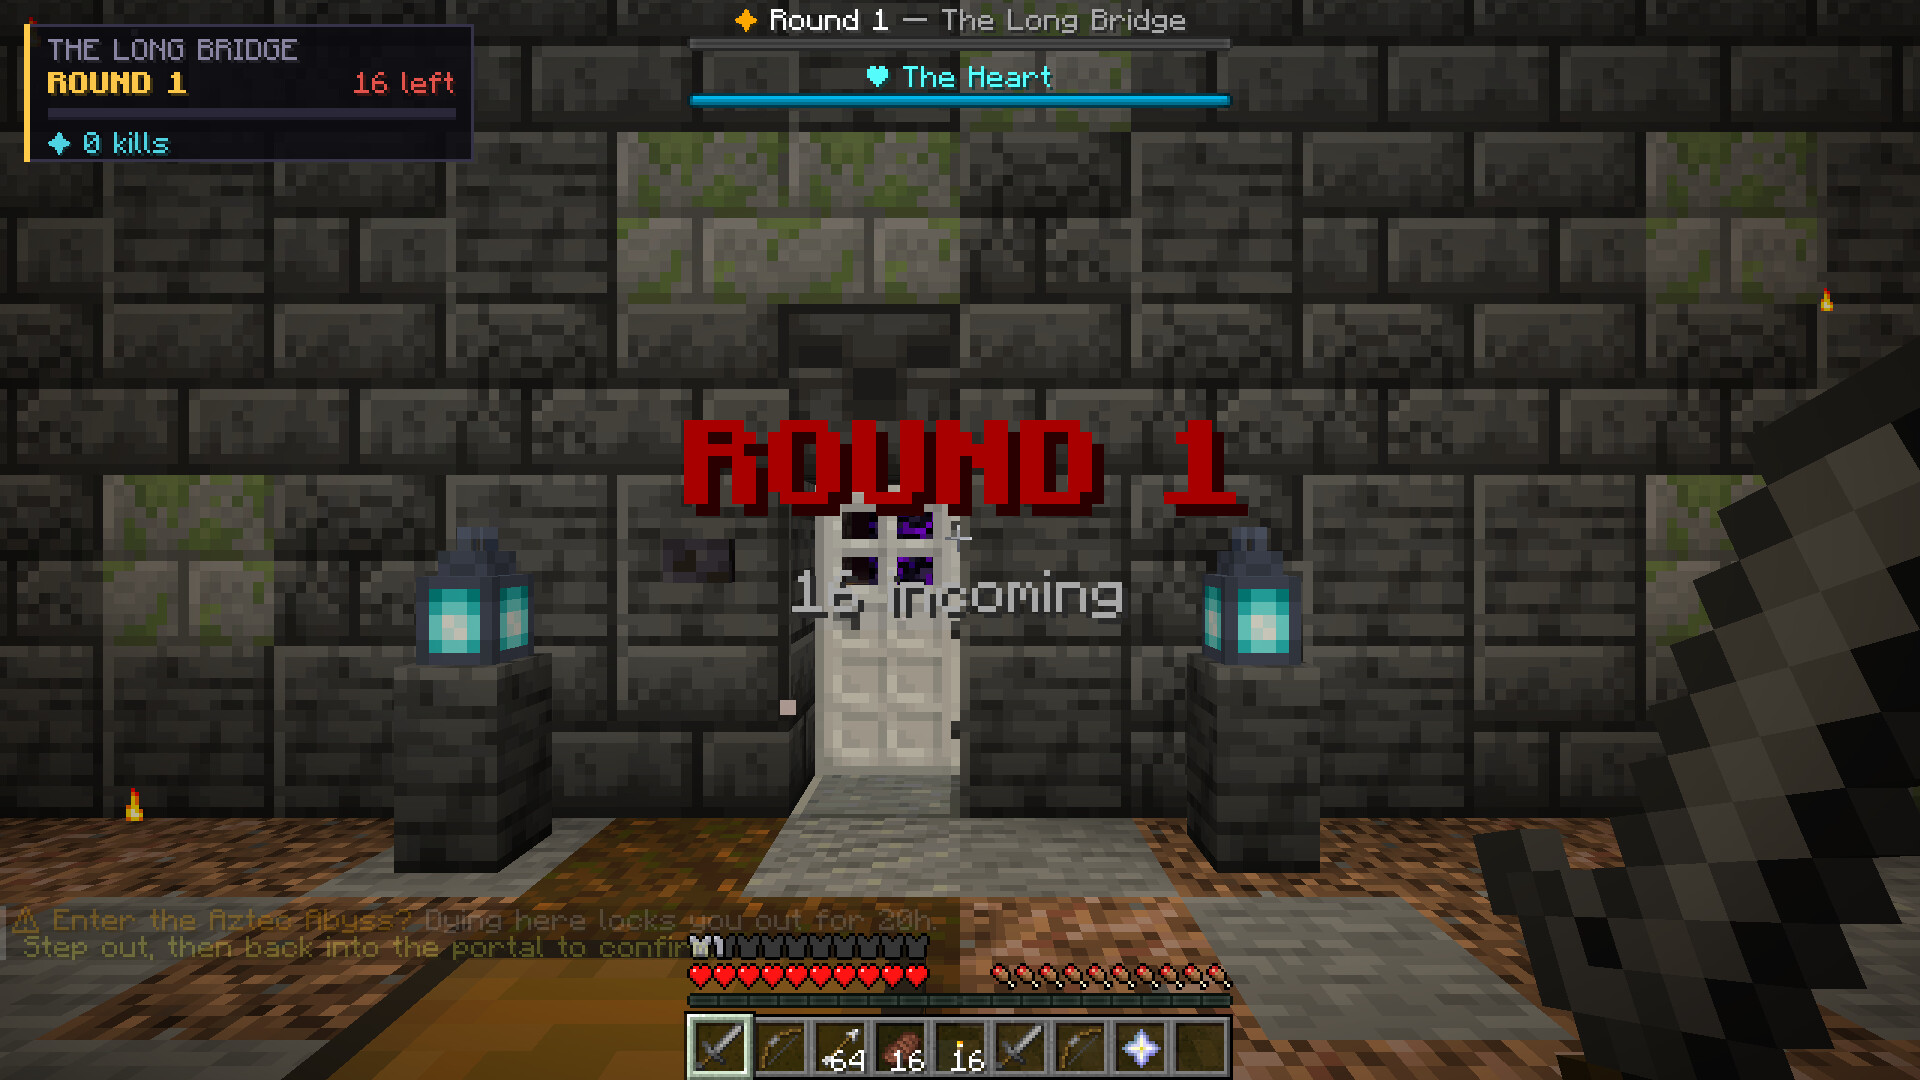 Round 1 — The Long Bridge
THE LONG BRIDGE
ROUND 1
16 left
0 kills
The Heart
ROUND 1
16 incoming
Enter the Aztec Abyss? Dying here locks you out for 20h.
Step out, then back into the portal to confir
64
16
16